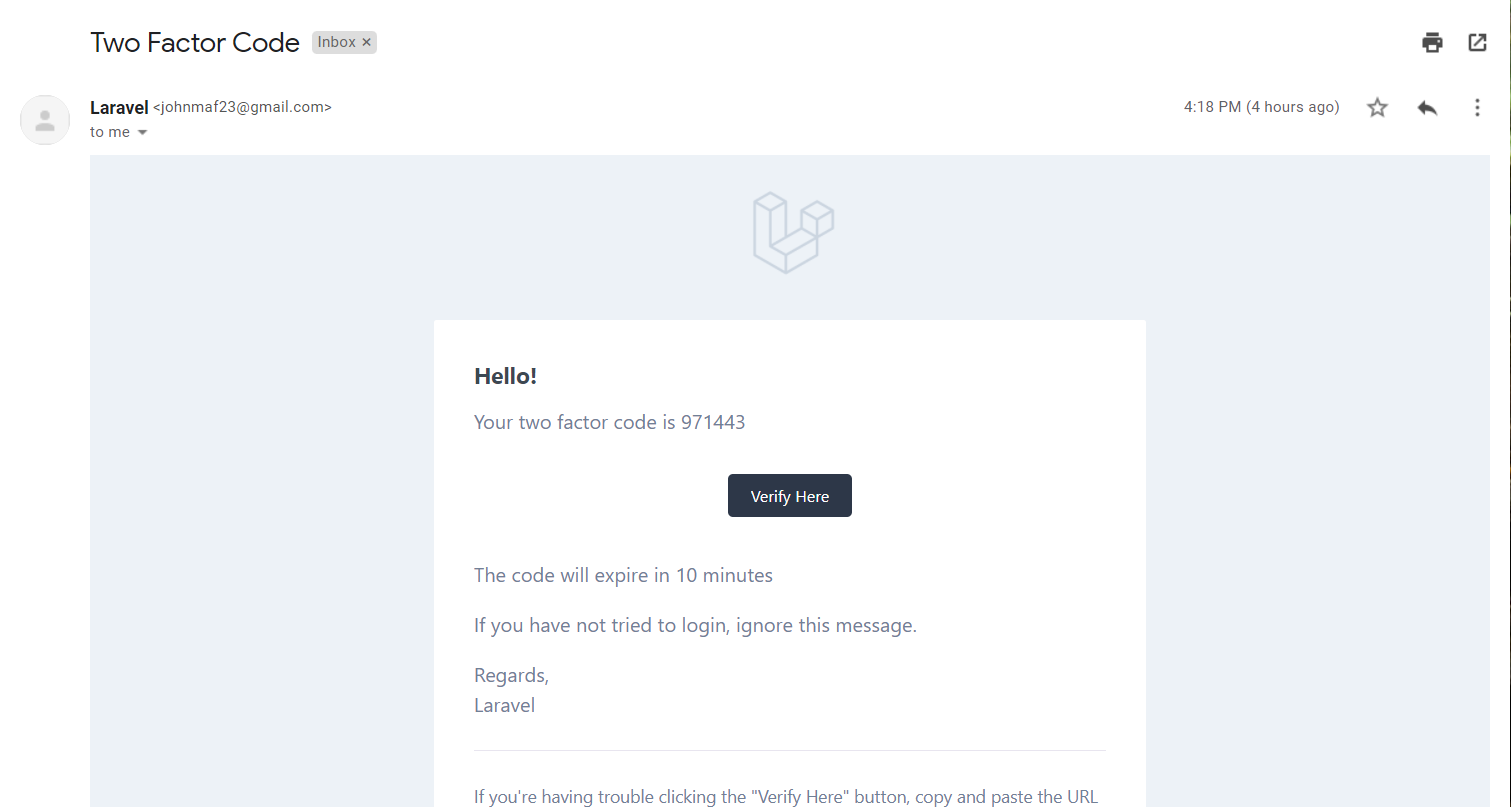 Two Factor Code Inbox ×
Laravel <johnmaf23@gmail.com> 4:18 PM (4 hours ago)
to me
Hello!
Your two factor code is 971443
Verify Here
The code will expire in 10 minutes
If you have not tried to login, ignore this message.
Regards,
Laravel
If you're having trouble clicking the "Verify Here" button, copy and paste the URL